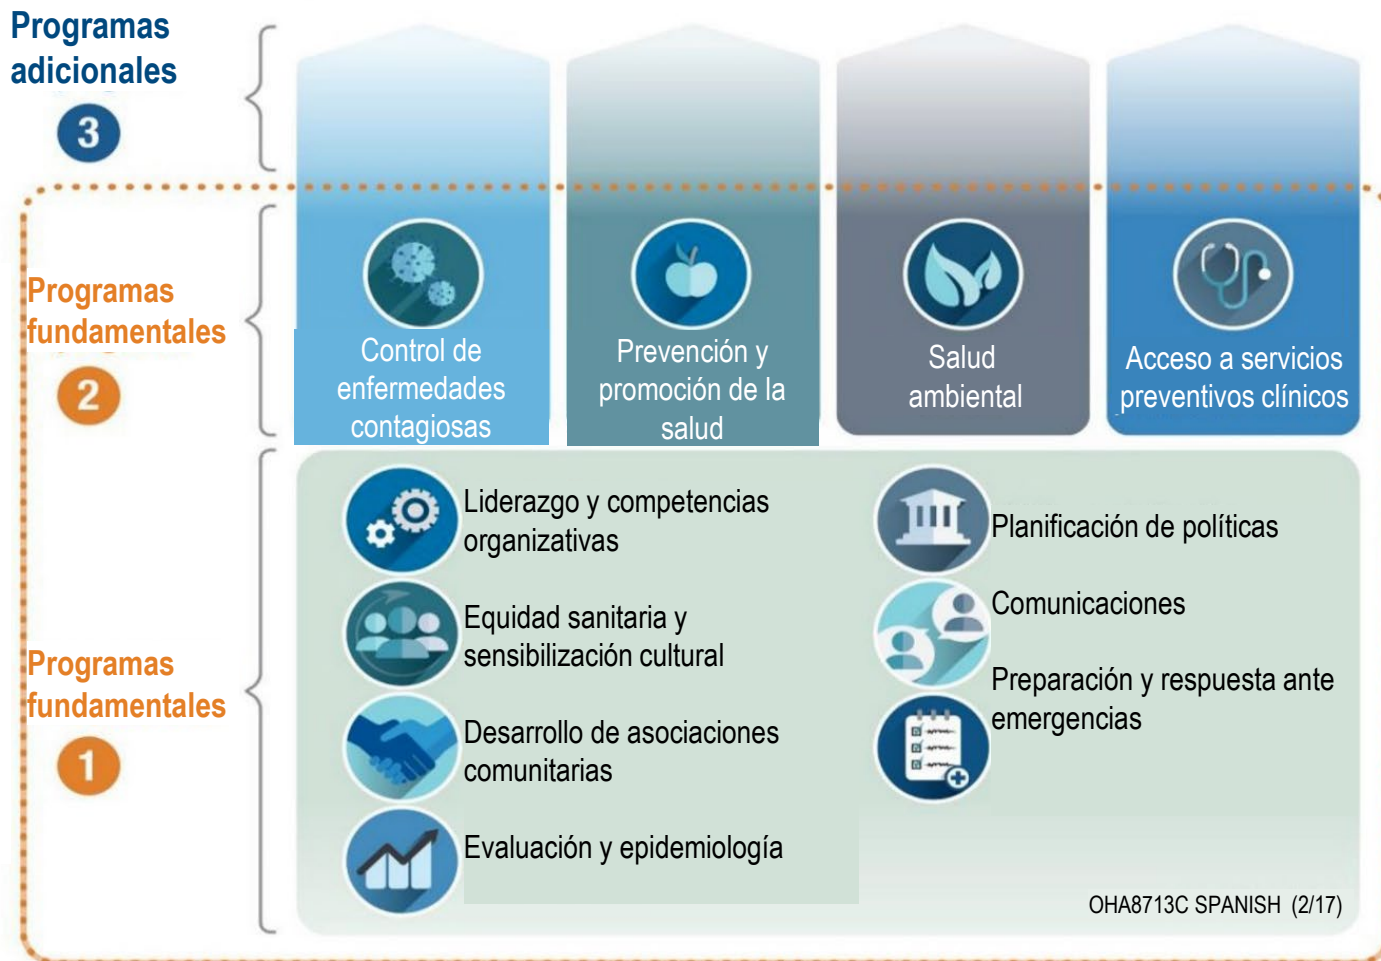 Programas
adicionales
3
Programas
fundamentales
2
Control de
enfermedades
contagiosas
Prevención y
promoción de la
salud
Salud
ambiental
Acceso a servicios
preventivos clínicos
Programas
fundamentales
1
Liderazgo y competencias
organizativas
Equidad sanitaria y
sensibilización cultural
Desarrollo de asociaciones
comunitarias
Evaluación y epidemiología
Planificación de políticas
Comunicaciones
Preparación y respuesta ante
emergencias
OHA8713C SPANISH (2/17)